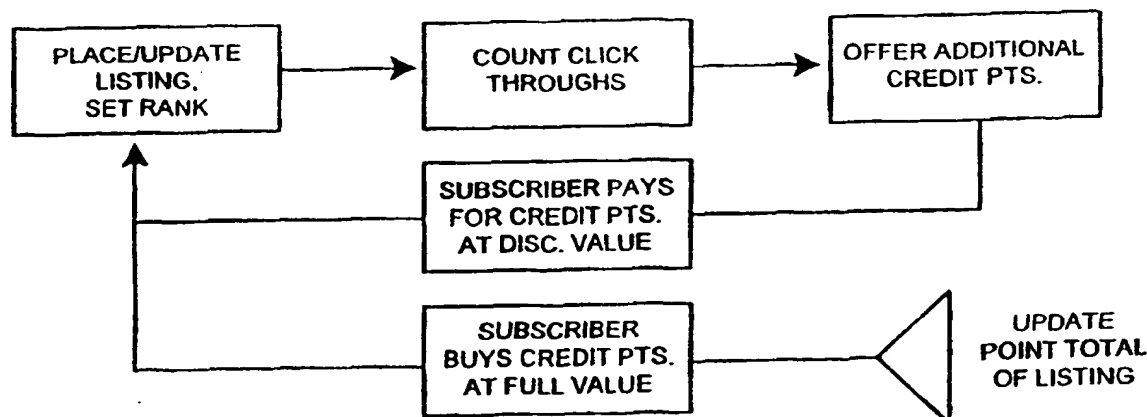 PLACE/UPDATE
LISTING,
SET RANK
COUNT CLICK
THROUGHS
OFFER ADDITIONAL
CREDIT PTS.
SUBSCRIBER PAYS
FOR CREDIT PTS.
AT DISC. VALUE
SUBSCRIBER
BUYS CREDIT PTS.
AT FULL VALUE
UPDATE
POINT TOTAL
OF LISTING